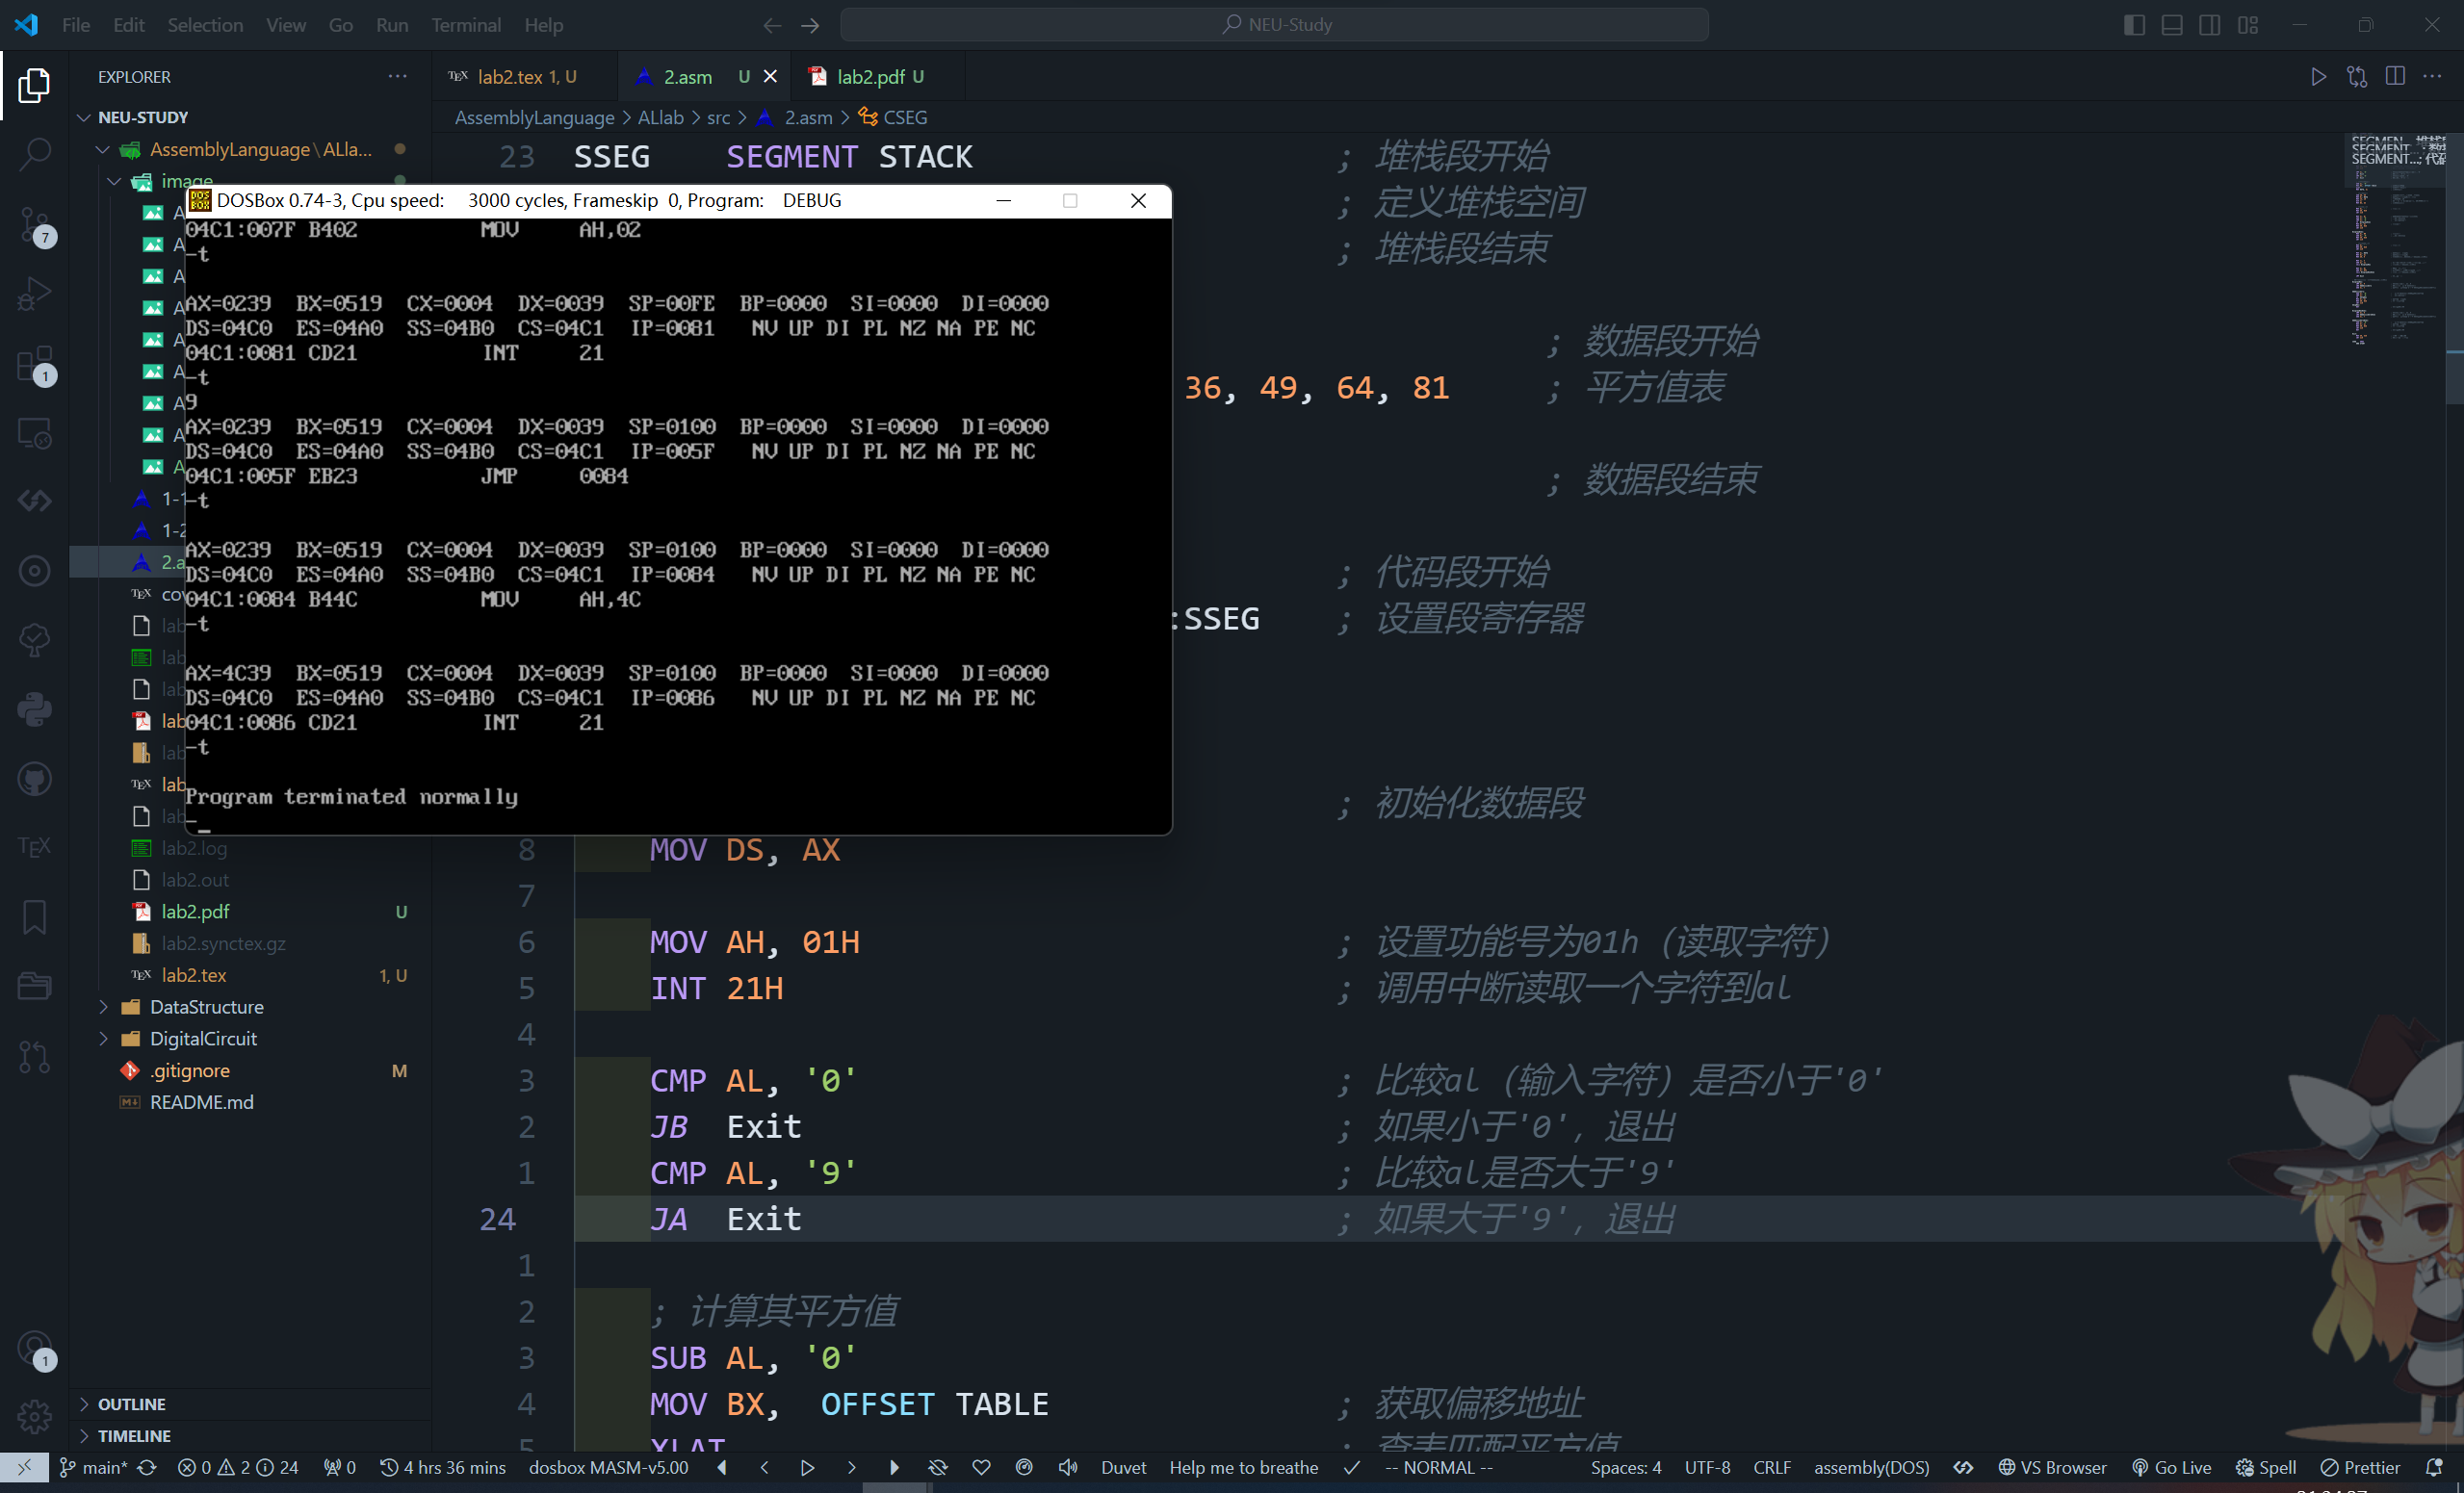 File Edit Selection View Go Run Terminal Help
NEU-Study
EXPLORER
NEU-STUDY
AssemblyLanguage\ALla...
image
1-1
1-2
2.a
lab2.log
lab2.out
lab2.pdf U
lab2.synctex.gz
lab2.tex 1, U
DataStructure
DigitalCircuit
.gitignore M
README.md
OUTLINE
TIMELINE
lab2.tex 1, U
2.asm U
lab2.pdf U
AssemblyLanguage > ALlab > src > 2.asm > CSEG
DOSBox 0.74-3, Cpu speed: 3000 cycles, Frameskip 0, Program: DEBUG
04C1:007F B402 MOV AH,02
-t
AX=0239 BX=0519 CX=0004 DX=0039 SP=00FE BP=0000 SI=0000 DI=0000
DS=04C0 ES=04A0 SS=04B0 CS=04C1 IP=0081 NV UP DI PL NZ NA PE NC
04C1:0081 CD21 INT 21
-t
9
AX=0239 BX=0519 CX=0004 DX=0039 SP=0100 BP=0000 SI=0000 DI=0000
DS=04C0 ES=04A0 SS=04B0 CS=04C1 IP=005F NV UP DI PL NZ NA PE NC
04C1:005F EB23 JMP 0084
-t
AX=0239 BX=0519 CX=0004 DX=0039 SP=0100 BP=0000 SI=0000 DI=0000
DS=04C0 ES=04A0 SS=04B0 CS=04C1 IP=0084 NV UP DI PL NZ NA PE NC
04C1:0084 B44C MOV AH,4C
-t
AX=4C39 BX=0519 CX=0004 DX=0039 SP=0100 BP=0000 SI=0000 DI=0000
DS=04C0 ES=04A0 SS=04B0 CS=04C1 IP=0086 NV UP DI PL NZ NA PE NC
04C1:0086 CD21 INT 21
-t
Program terminated normally
-
23 SSEG SEGMENT STACK ; 堆栈段开始
; 定义堆栈空间
; 堆栈段结束
; 数据段开始
36, 49, 64, 81 ; 平方值表
; 数据段结束
; 代码段开始
:SSEG ; 设置段寄存器
; 初始化数据段
8 MOV DS, AX
7
6 MOV AH, 01H ; 设置功能号为01h (读取字符)
5 INT 21H ; 调用中断读取一个字符到al
4
3 CMP AL, '0' ; 比较al (输入字符) 是否小于'0'
2 JB Exit ; 如果小于'0', 退出
1 CMP AL, '9' ; 比较al是否大于'9'
24 JA Exit ; 如果大于'9', 退出
1
2 ; 计算其平方值
3 SUB AL, '0'
4 MOV BX, OFFSET TABLE ; 获取偏移地址
5 XLAT ; 查表匹配平方值
main* 0 2 24 0 4 hrs 36 mins dosbox MASM-v5.00 Duvet Help me to breathe -- NORMAL -- Spaces: 4 UTF-8 CRLF assembly(DOS) VS Browser Go Live Spell Prettier